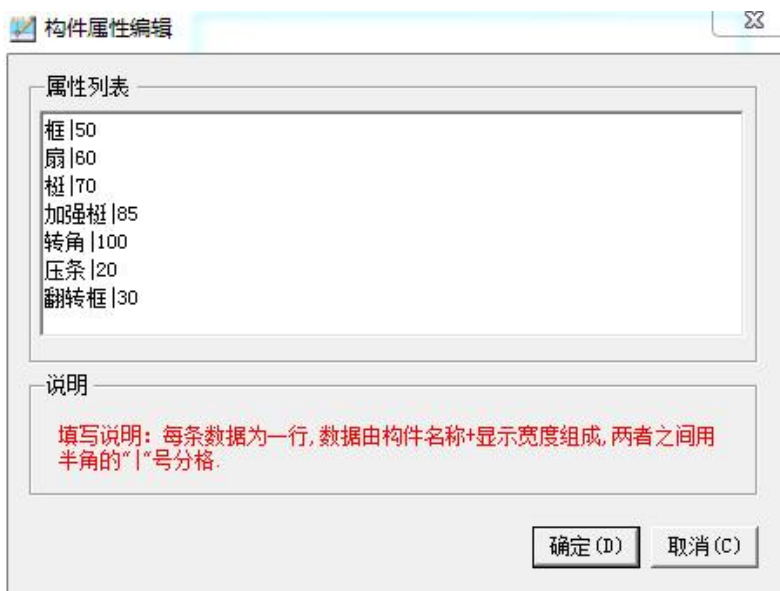 构件属性编辑
属性列表
框|50
扇|60
梃|70
加强梃|85
转角|100
压条|20
翻转框|30
说明
填写说明：每条数据为一行,数据由构件名称+显示宽度组成,两者之间用
半角的"|"号分格.
确定(D)
取消(C)